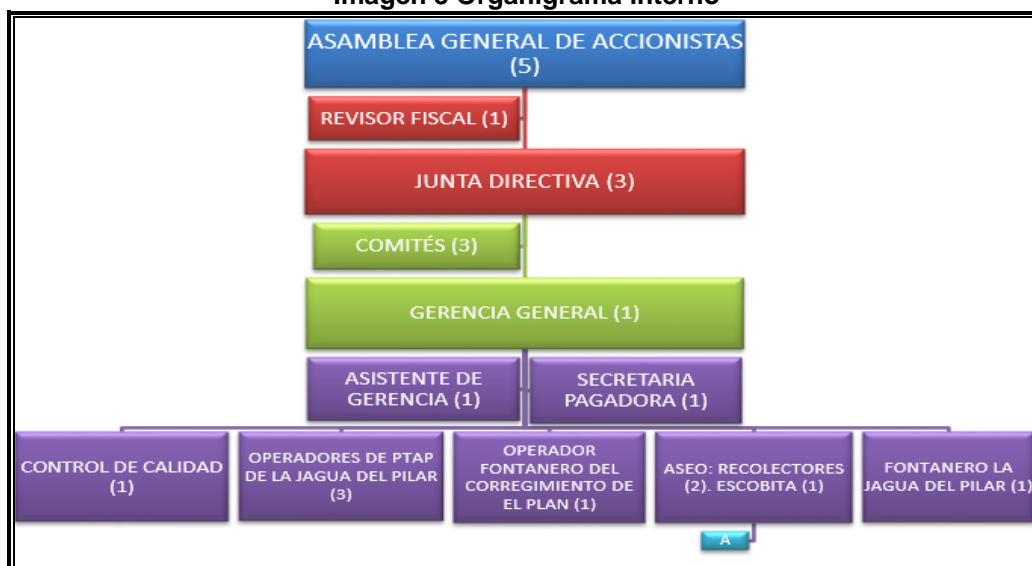 Imagen 3 Organigrama Interno
ASAMBLEA GENERAL DE ACCIONISTAS
(5)
REVISOR FISCAL (1)
JUNTA DIRECTIVA (3)
COMITÉS (3)
GERENCIA GENERAL (1)
ASISTENTE DE
GERENCIA (1)
SECRETARIA
PAGADORA (1)
CONTROL DE CALIDAD
(1)
OPERADORES DE PTAP
DE LA JAGUA DEL PILAR
(3)
OPERADOR
FONTANERO DEL
CORREGIMIENTO DE
EL PLAN (1)
ASEO: RECOLECTORES
(2). ESCOBITA (1)
FONTANERO LA
JAGUA DEL PILAR (1)
A